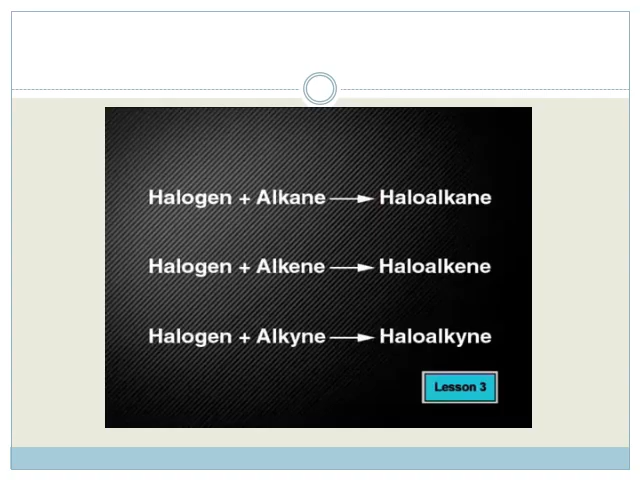 Halogen + Alkane → Haloalkane
Halogen + Alkene → Haloalkene
Halogen + Alkyne → Haloalkyne
Lesson 3